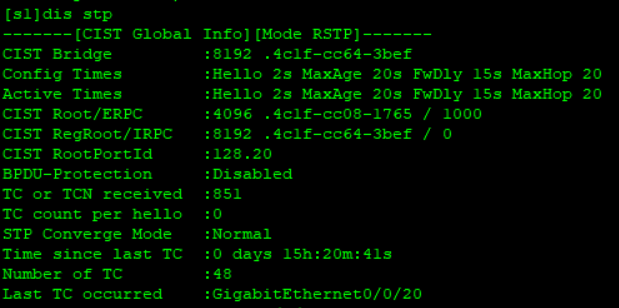 [sl]dis stp
-------[CIST Global Info][Mode RSTP]-------
CIST Bridge         :8192 .4c1f-cc64-3bef
Config Times        :Hello 2s MaxAge 20s FwDly 15s MaxHop 20
Active Times        :Hello 2s MaxAge 20s FwDly 15s MaxHop 20
CIST Root/ERPC      :4096 .4c1f-cc08-1765 / 1000
CIST RegRoot/IRPC   :8192 .4c1f-cc64-3bef / 0
CIST RootPortId     :128.20
BPDU-Protection     :Disabled
TC or TCN received  :851
TC count per hello  :0
STP Converge Mode   :Normal
Time since last TC  :0 days 15h:20m:41s
Number of TC        :48
Last TC occurred    :GigabitEthernet0/0/20